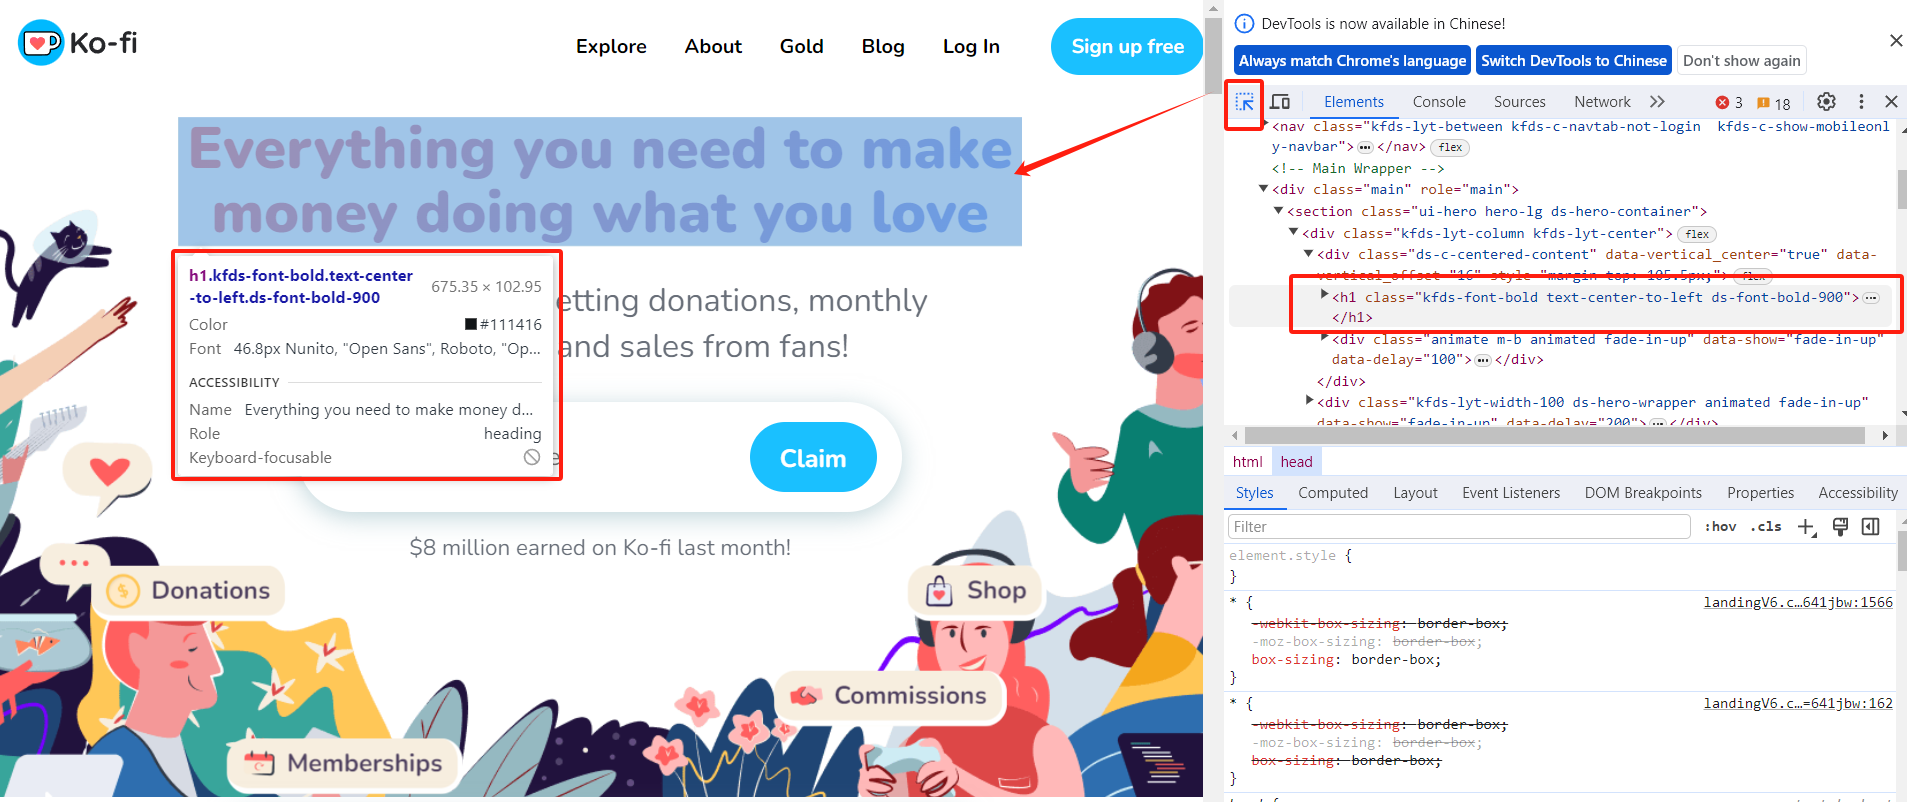 Ko-fi
Explore About Gold Blog Log In Sign up free
Everything you need to make
money doing what you love
h1.kfds-font-bold.text-center
-to-left.ds-font-bold-900 675.35 × 102.95
Color #111416
Font 46.8px Nunito, "Open Sans", Roboto, "Op...
ACCESSIBILITY
Name Everything you need to make money d...
Role heading
Keyboard-focusable
etting donations, monthly
and sales from fans!
Claim
$8 million earned on Ko-fi last month!
Donations
Shop
Commissions
Memberships
DevTools is now available in Chinese!
Always match Chrome's language Switch DevTools to Chinese Don't show again
Elements Console Sources Network 3 18
<nav class="kfds-lyt-between kfds-c-navtab-not-login kfds-c-show-mobileonl
y-navbar"> … </nav> flex
<!-- Main Wrapper -->
<div class="main" role="main">
<section class="ui-hero hero-lg ds-hero-container">
<div class="kfds-lyt-column kfds-lyt-center"> flex
<div class="ds-c-centered-content" data-vertical_center="true" data-
vertical_offset="16" style="margin-top: 105.5px;"> flex
<h1 class="kfds-font-bold text-center-to-left ds-font-bold-900"> …
</h1>
<div class="animate m-b animated fade-in-up" data-show="fade-in-up"
data-delay="100"> … </div>
</div>
<div class="kfds-lyt-width-100 ds-hero-wrapper animated fade-in-up"
data-show="fade-in-up" data-delay="200"> … </div>
html head
Styles Computed Layout Event Listeners DOM Breakpoints Properties Accessibility
Filter :hov .cls
element.style {
}
* { landingV6.c…641jbw:1566
-webkit-box-sizing: border-box;
-moz-box-sizing: border-box;
box-sizing: border-box;
}
* { landingV6.c…=641jbw:162
-webkit-box-sizing: border-box;
-moz-box-sizing: border-box;
box-sizing: border-box;
}